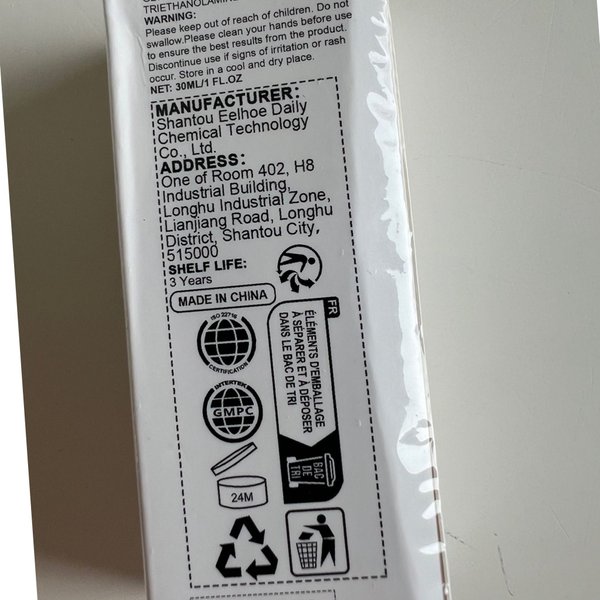 TRIETHANOLAMINE
WARNING:
Please keep out of reach of children. Do not
swallow.Please clean your hands before use
to ensure the best results from the product.
Discontinue use if signs of irritation or rash
occur. Store in a cool and dry place.
NET: 30ML/1 FL.OZ
MANUFACTURER:
Shantou Eelhoe Daily
Chemical Technology
Co., Ltd.
ADDRESS:
One of Room 402, H8
Industrial Building,
Longhu Industrial Zone,
Lianjiang Road, Longhu
District, Shantou City,
515000
SHELF LIFE:
3 Years
MADE IN CHINA
FR
ÉLÉMENTS D'EMBALLAGE
À SÉPARER ET À DÉPOSER
DANS LE BAC DE TRI
BAC
DE
TRI
ISO 22716
CERTIFICATION
INTERTEK
GMPC
24M